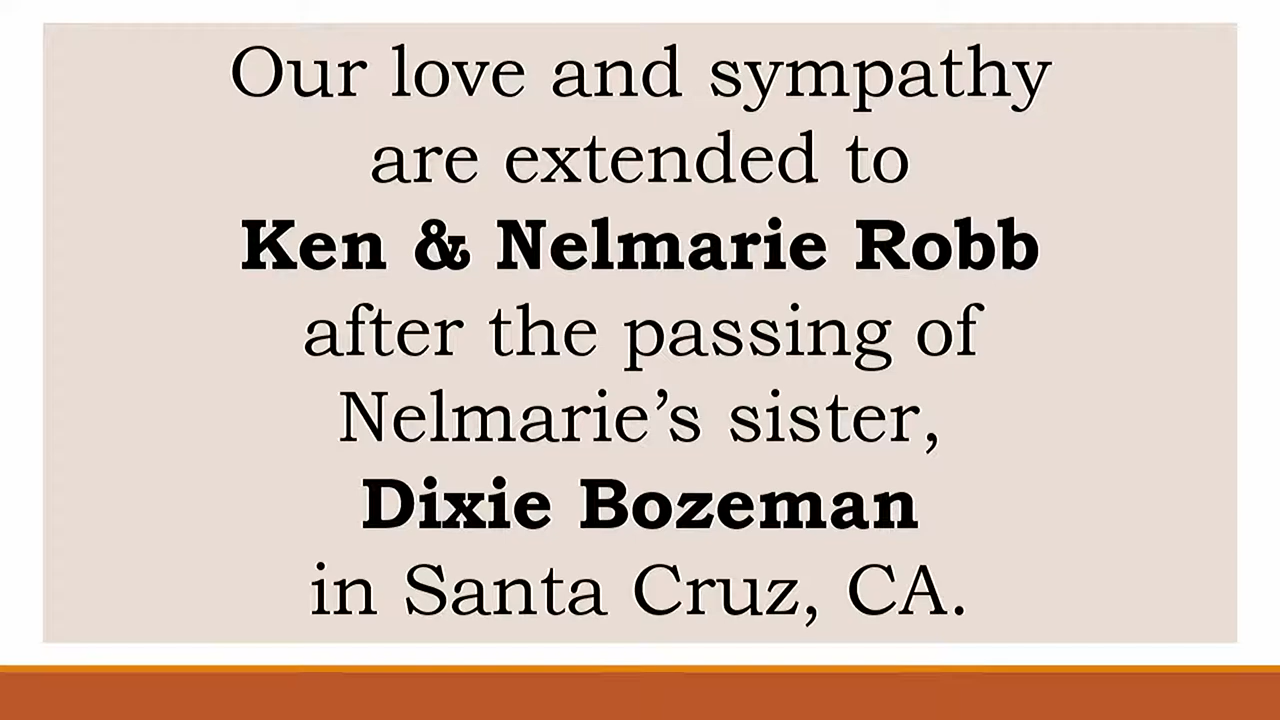 Our love and sympathy
are extended to
Ken & Nelmarie Robb
after the passing of
Nelmarie’s sister,
Dixie Bozeman
in Santa Cruz, CA.